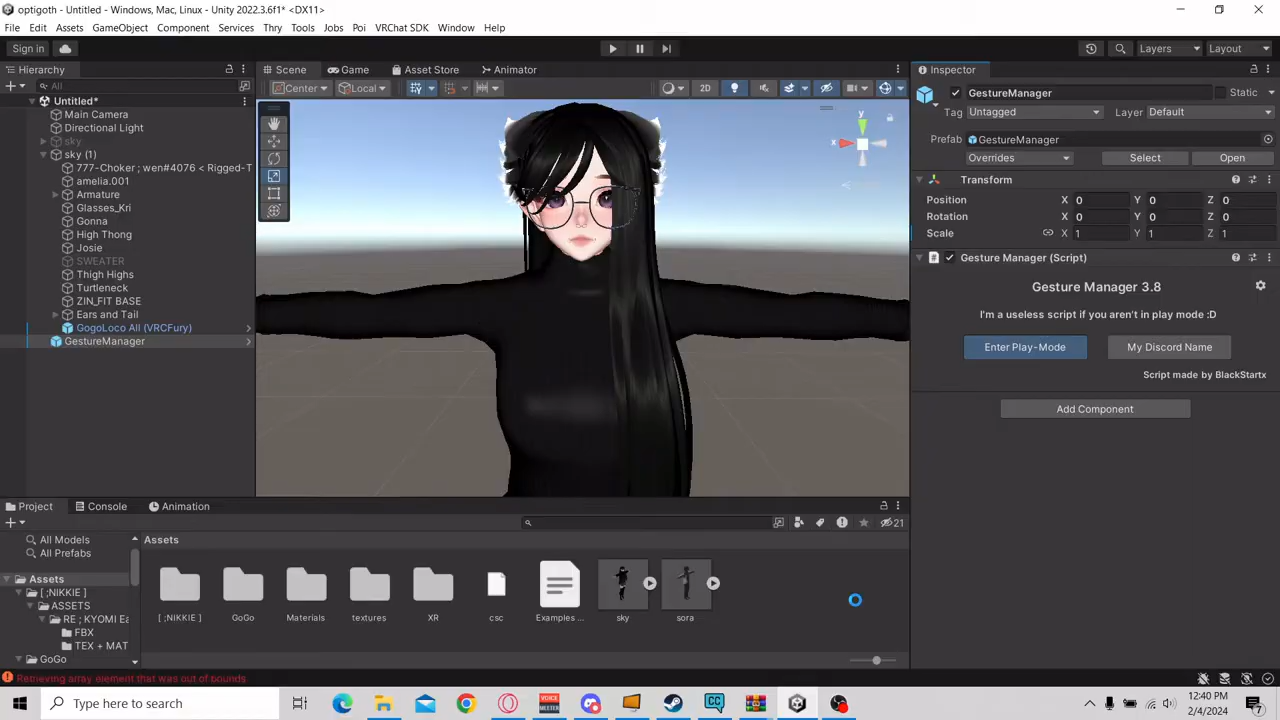 optigoth - Untitled - Windows, Mac, Linux - Unity 2022.3.6f1* <DX11>
File Edit Assets GameObject Component Services Thry Tools Jobs Poi VRChat SDK Window Help
Sign in
Layers
Layout
Hierarchy
All
Untitled*
Main Camera
Directional Light
sky
sky (1)
777-Choker ; wen#4076 < Rigged-T
amelia.001
Armature
Glasses_Kri
Gonna
High Thong
Josie
SWEATER
Thigh Highs
Turtleneck
ZIN_FIT BASE
Ears and Tail
GogoLoco All (VRCFury)
GestureManager
Scene
Game
Asset Store
Animator
Center
Local
2D
y
x
Inspector
GestureManager
Static
Tag Untagged
Layer Default
Prefab GestureManager
Overrides
Select
Open
Transform
Position X 0 Y 0 Z 0
Rotation X 0 Y 0 Z 0
Scale X 1 Y 1 Z 1
# Gesture Manager (Script)
Gesture Manager 3.8
I'm a useless script if you aren't in play mode :D
Enter Play-Mode
My Discord Name
Script made by BlackStartx
Add Component
Project
Console
Animation
21
All Models
All Prefabs
Assets
[ ;NIKKIE ]
ASSETS
RE ; KYOMI Ea
FBX
TEX + MAT
GoGo
Assets
[ ;NIKKIE ]
GoGo
Materials
textures
XR
csc
Examples ...
sky
sora
Retrieving array element that was out of bounds.
Type here to search
VOICE
MEETER
CC
12:40 PM
2/4/2024